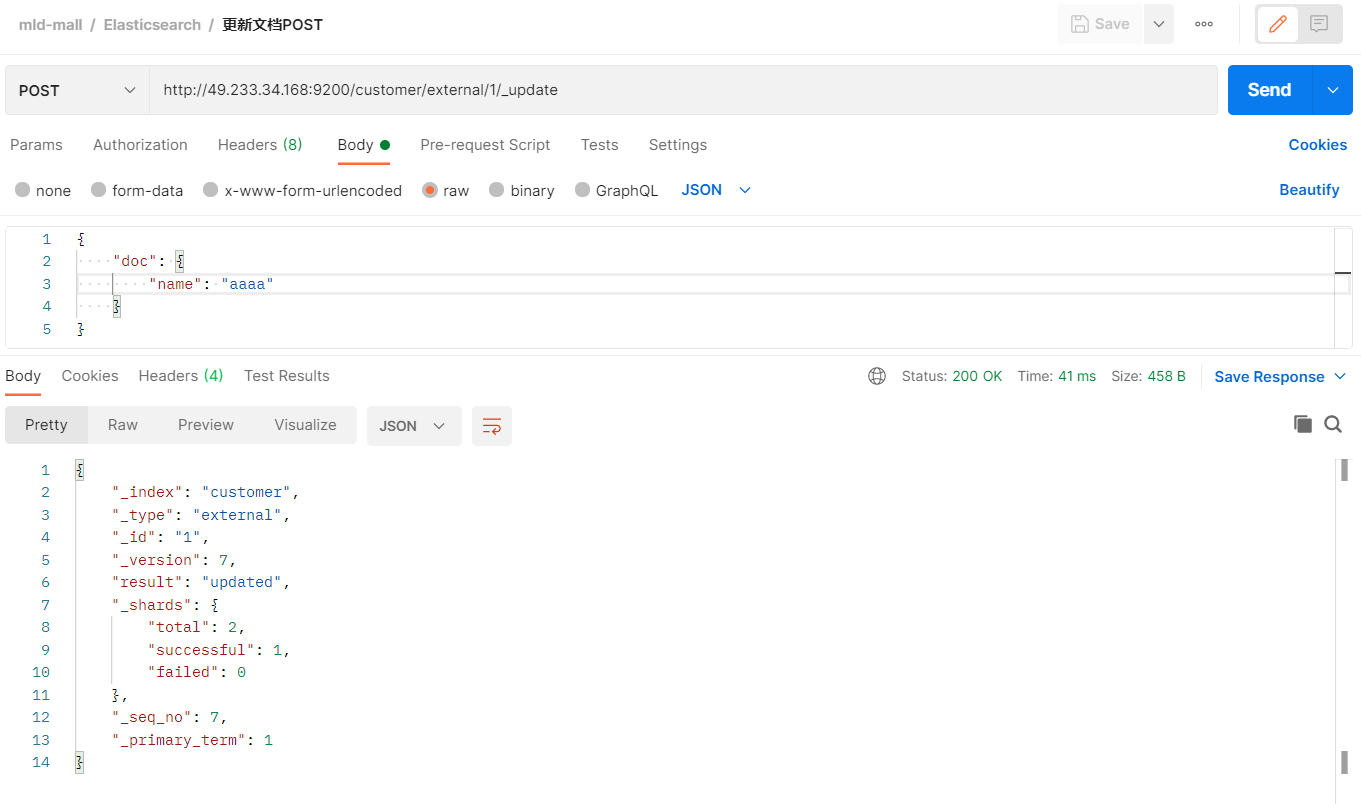 mld-mall / Elasticsearch / 更新文档POST
Save
POST http://49.233.34.168:9200/customer/external/1/_update Send
Params Authorization Headers (8) Body Pre-request Script Tests Settings Cookies
none form-data x-www-form-urlencoded raw binary GraphQL JSON Beautify
1 {
2 "doc": {
3 "name": "aaaa"
4 }
5 }
Body Cookies Headers (4) Test Results Status: 200 OK Time: 41 ms Size: 458 B Save Response
Pretty Raw Preview Visualize JSON
1 {
2 "_index": "customer",
3 "_type": "external",
4 "_id": "1",
5 "_version": 7,
6 "result": "updated",
7 "_shards": {
8 "total": 2,
9 "successful": 1,
10 "failed": 0
11 },
12 "_seq_no": 7,
13 "_primary_term": 1
14 }